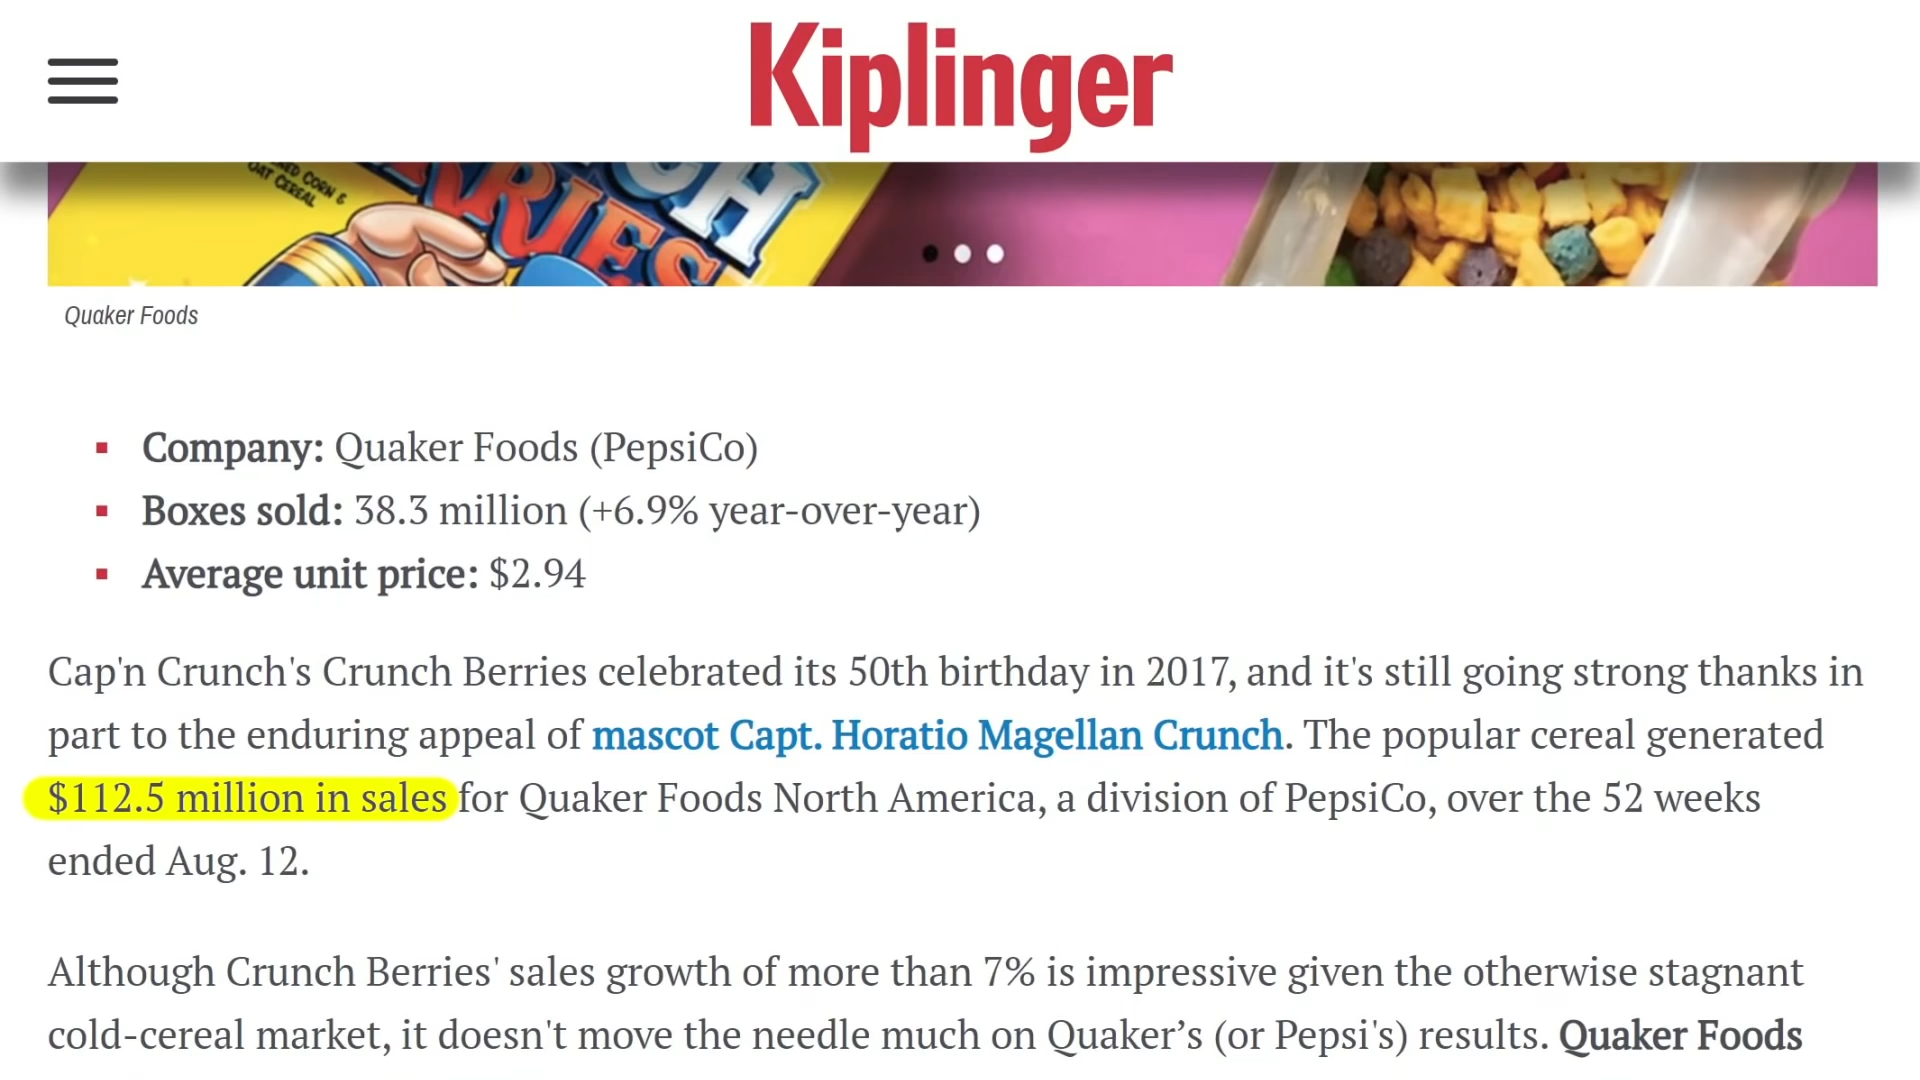 Kiplinger
CORN &
OAT CEREAL
RIES
Quaker Foods
Company: Quaker Foods (PepsiCo)
Boxes sold: 38.3 million (+6.9% year-over-year)
Average unit price: $2.94
Cap'n Crunch's Crunch Berries celebrated its 50th birthday in 2017, and it's still going strong thanks in
part to the enduring appeal of mascot Capt. Horatio Magellan Crunch. The popular cereal generated
$112.5 million in sales for Quaker Foods North America, a division of PepsiCo, over the 52 weeks
ended Aug. 12.
Although Crunch Berries' sales growth of more than 7% is impressive given the otherwise stagnant
cold-cereal market, it doesn't move the needle much on Quaker’s (or Pepsi's) results. Quaker Foods